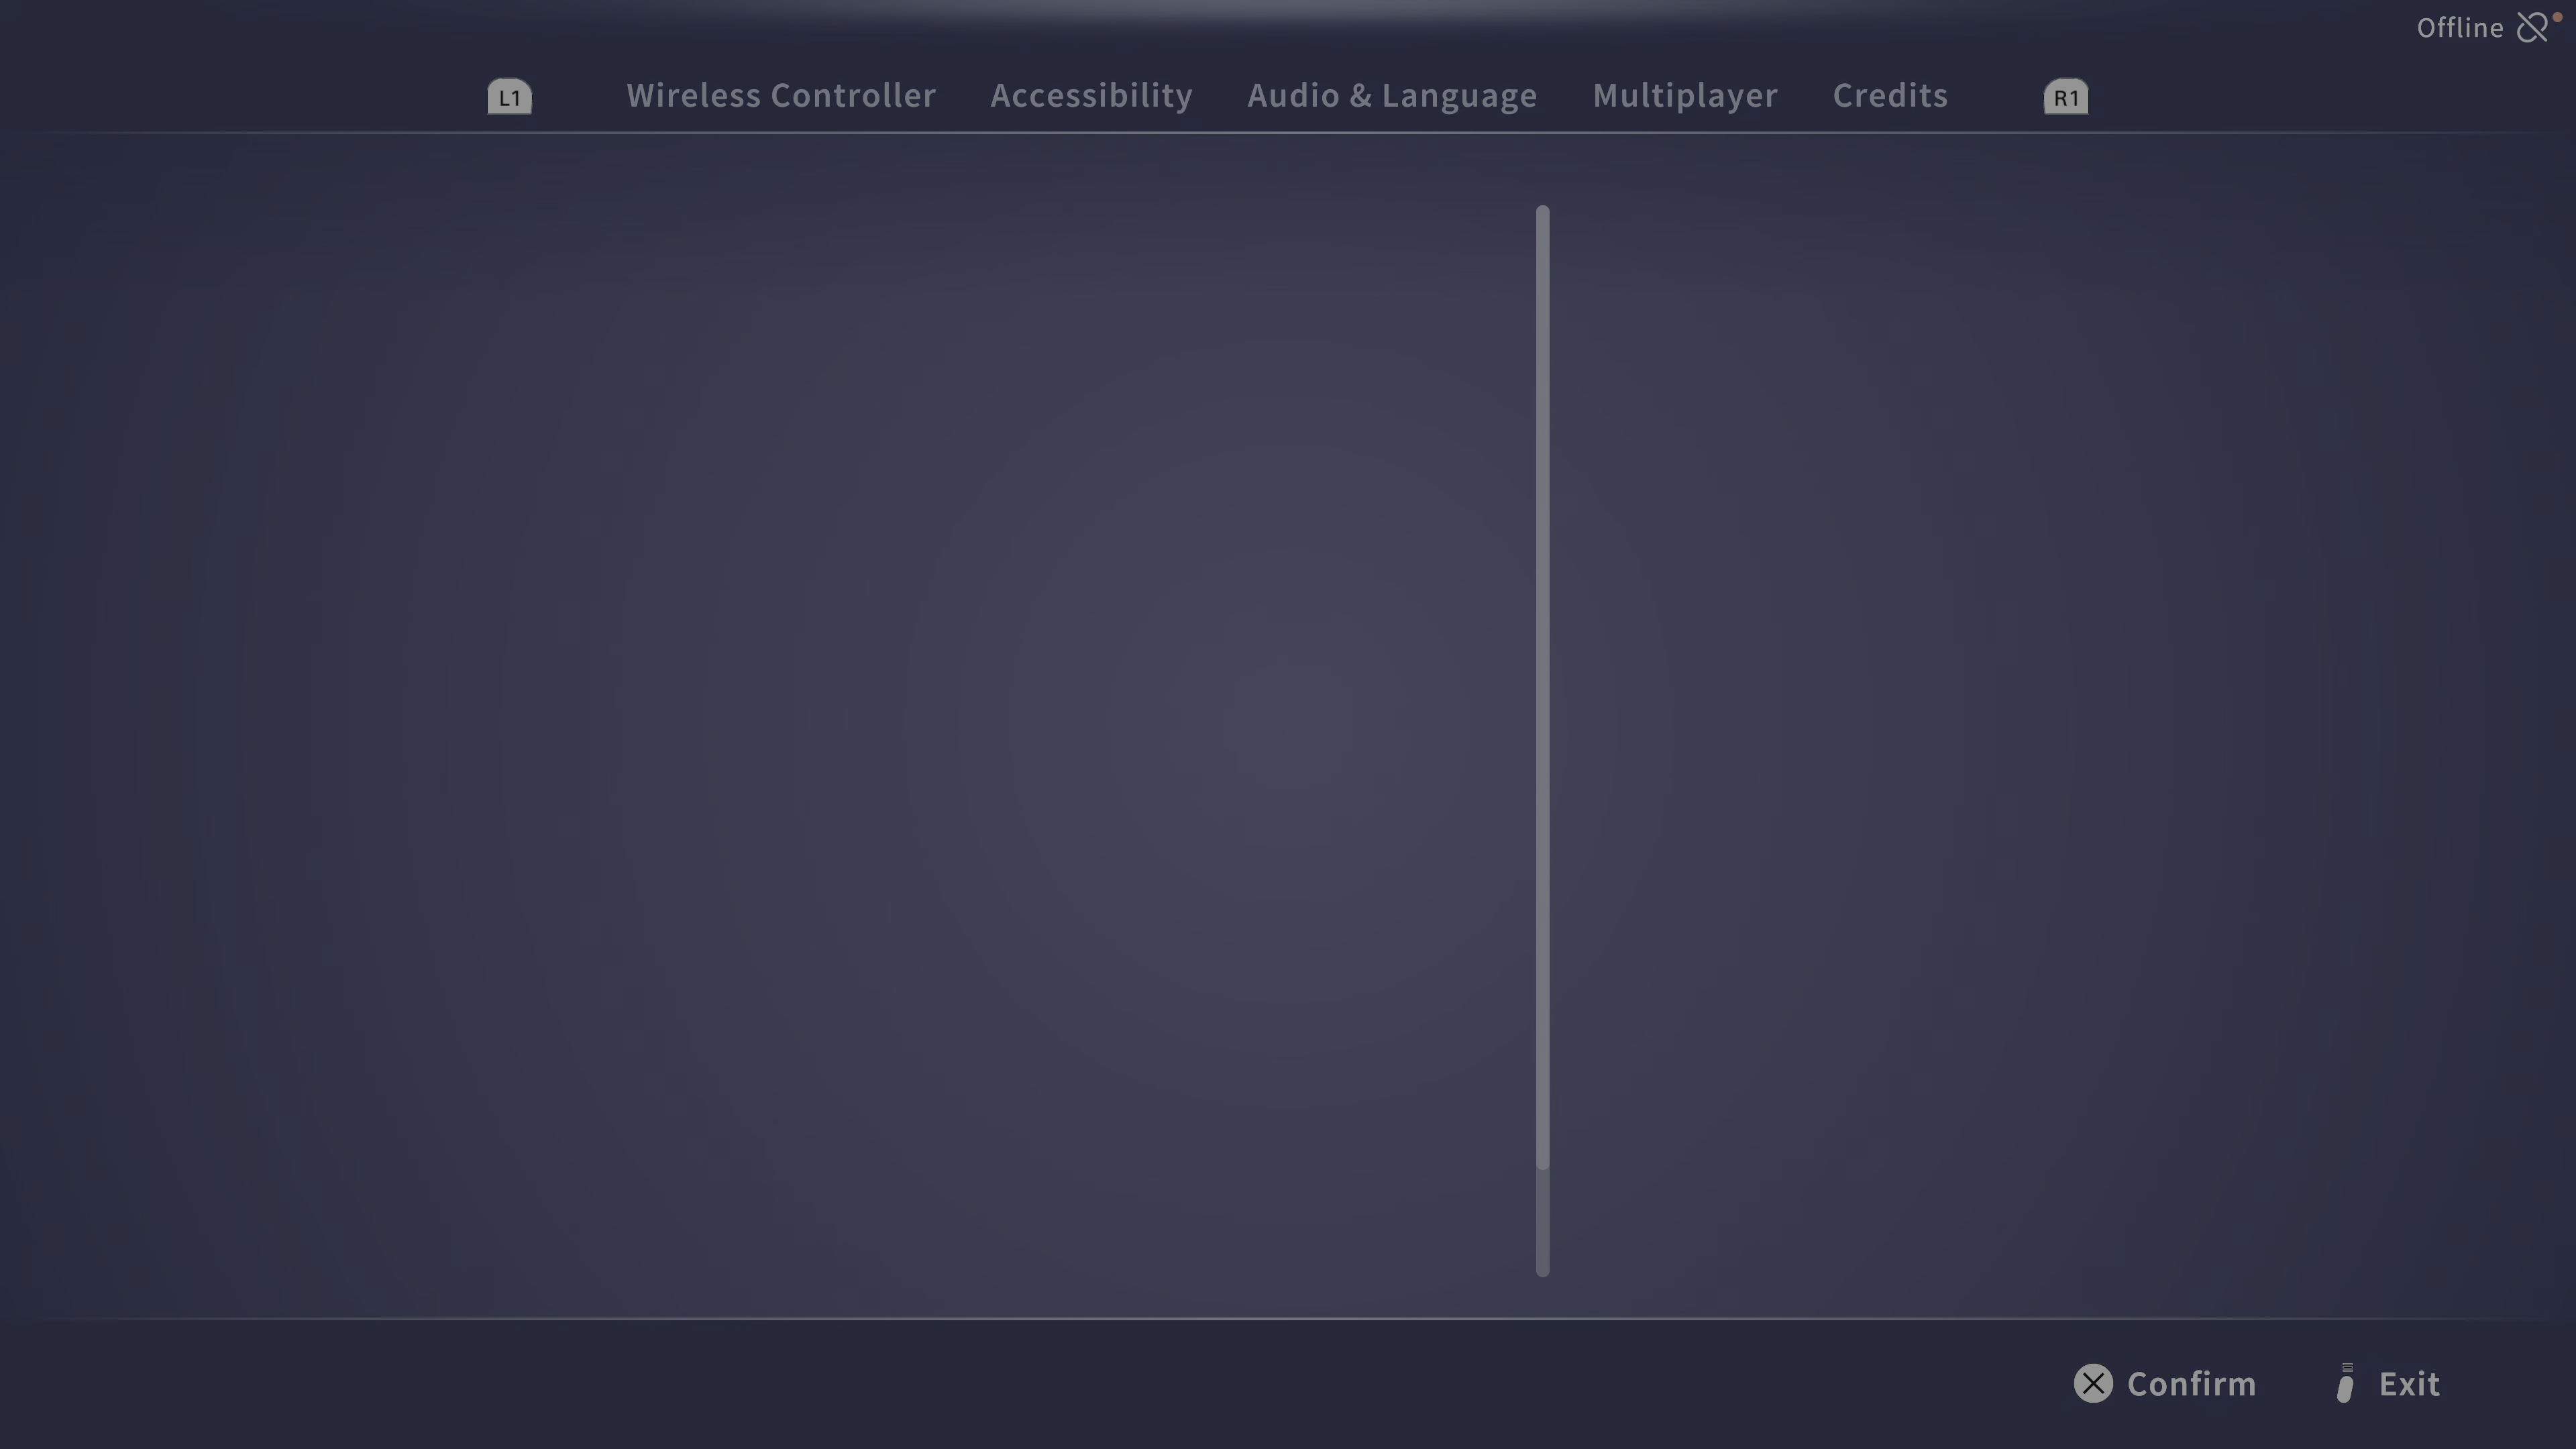 Offline
L1 Wireless Controller Accessibility Audio & Language Multiplayer Credits R1
Confirm Exit